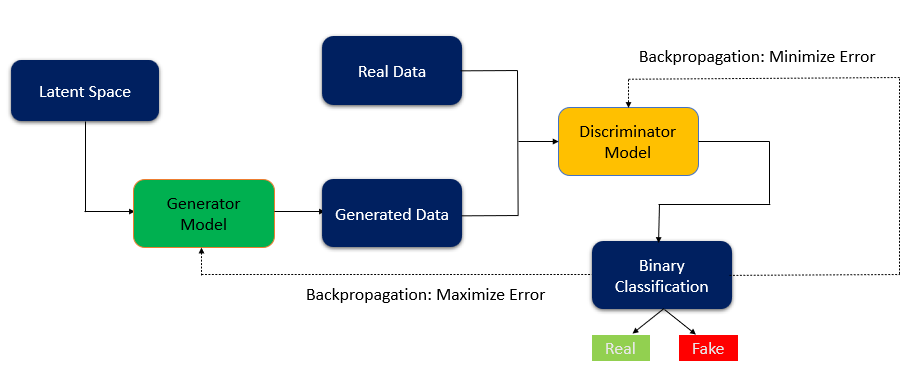 Backpropagation: Minimize Error
Real Data
Latent Space
Discriminator
Model
Generator
Model
Generated Data
Binary
Classification
Backpropagation: Maximize Error
Real
Fake